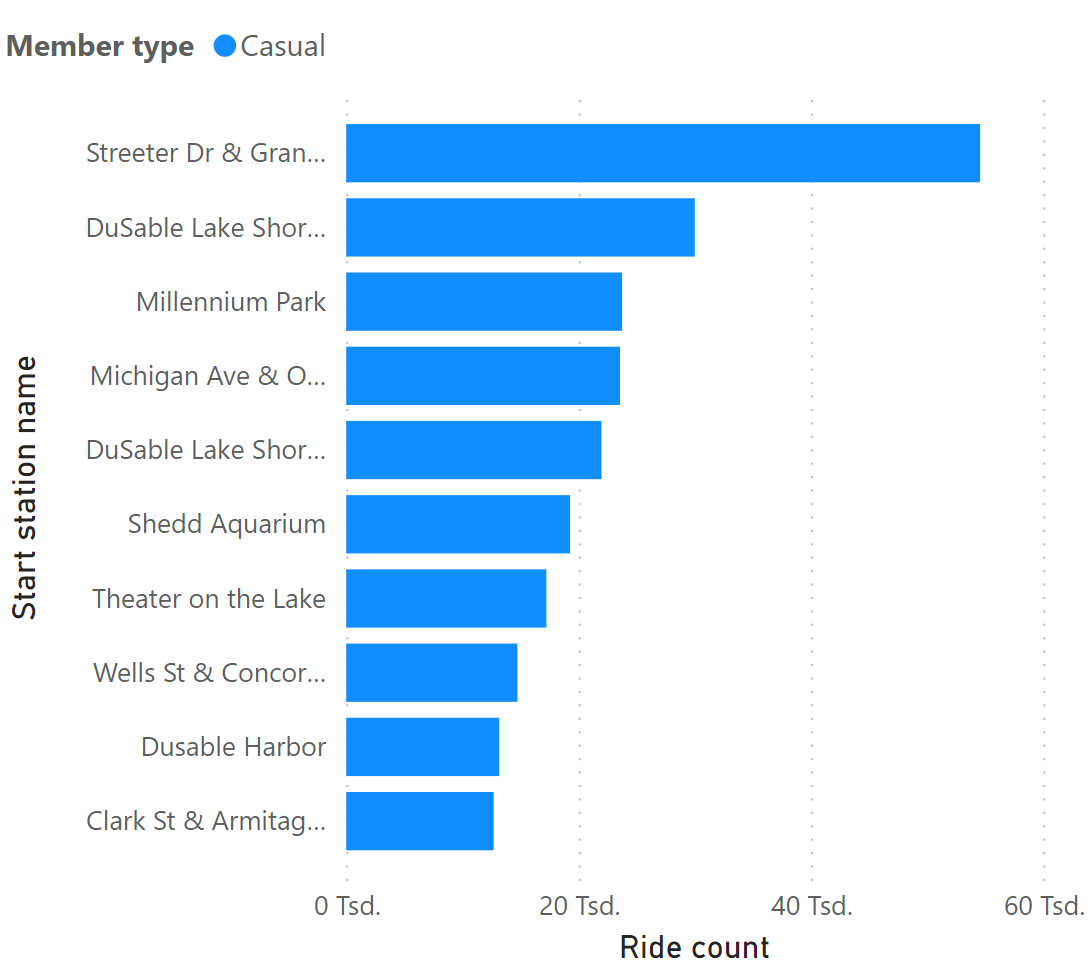 Member type Casual
Streeter Dr & Gran...
DuSable Lake Shor...
Millennium Park
Michigan Ave & O...
DuSable Lake Shor...
Shedd Aquarium
Theater on the Lake
Wells St & Concor...
Dusable Harbor
Clark St & Armitag...
Start station name
0 Tsd. 20 Tsd. 40 Tsd. 60 Tsd.
Ride count